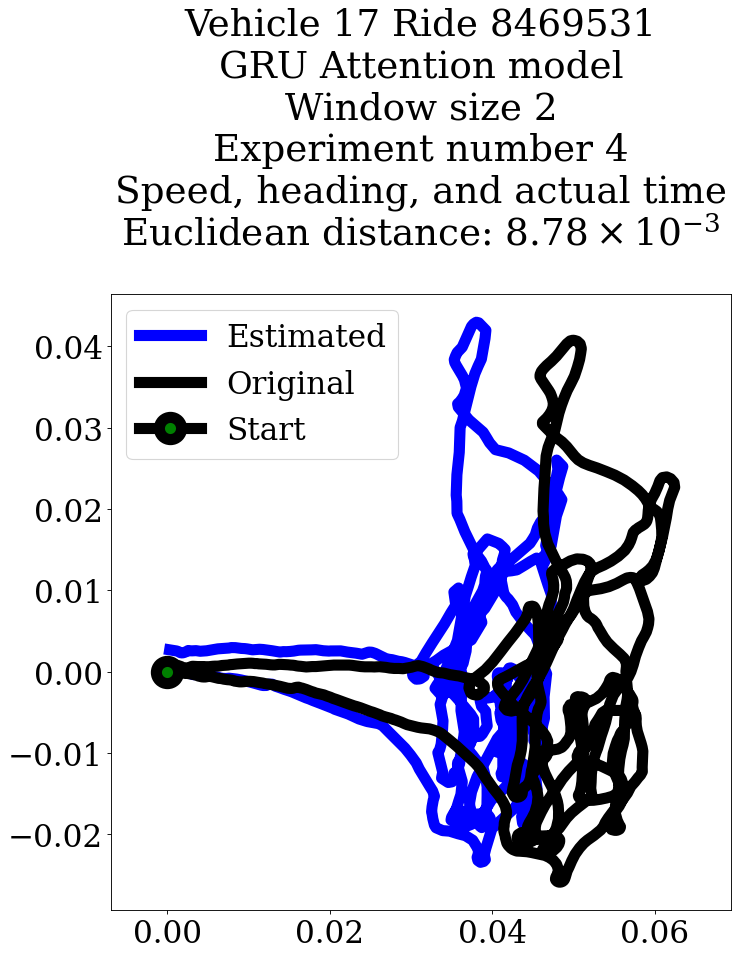 Vehicle 17 Ride 8469531
GRU Attention model
Window size 2
Experiment number 4
Speed, heading, and actual time
Euclidean distance: 8.78 × 10⁻³
Estimated
Original
Start
0.04
0.03
0.02
0.01
0.00
−0.01
−0.02
0.00 0.02 0.04 0.06